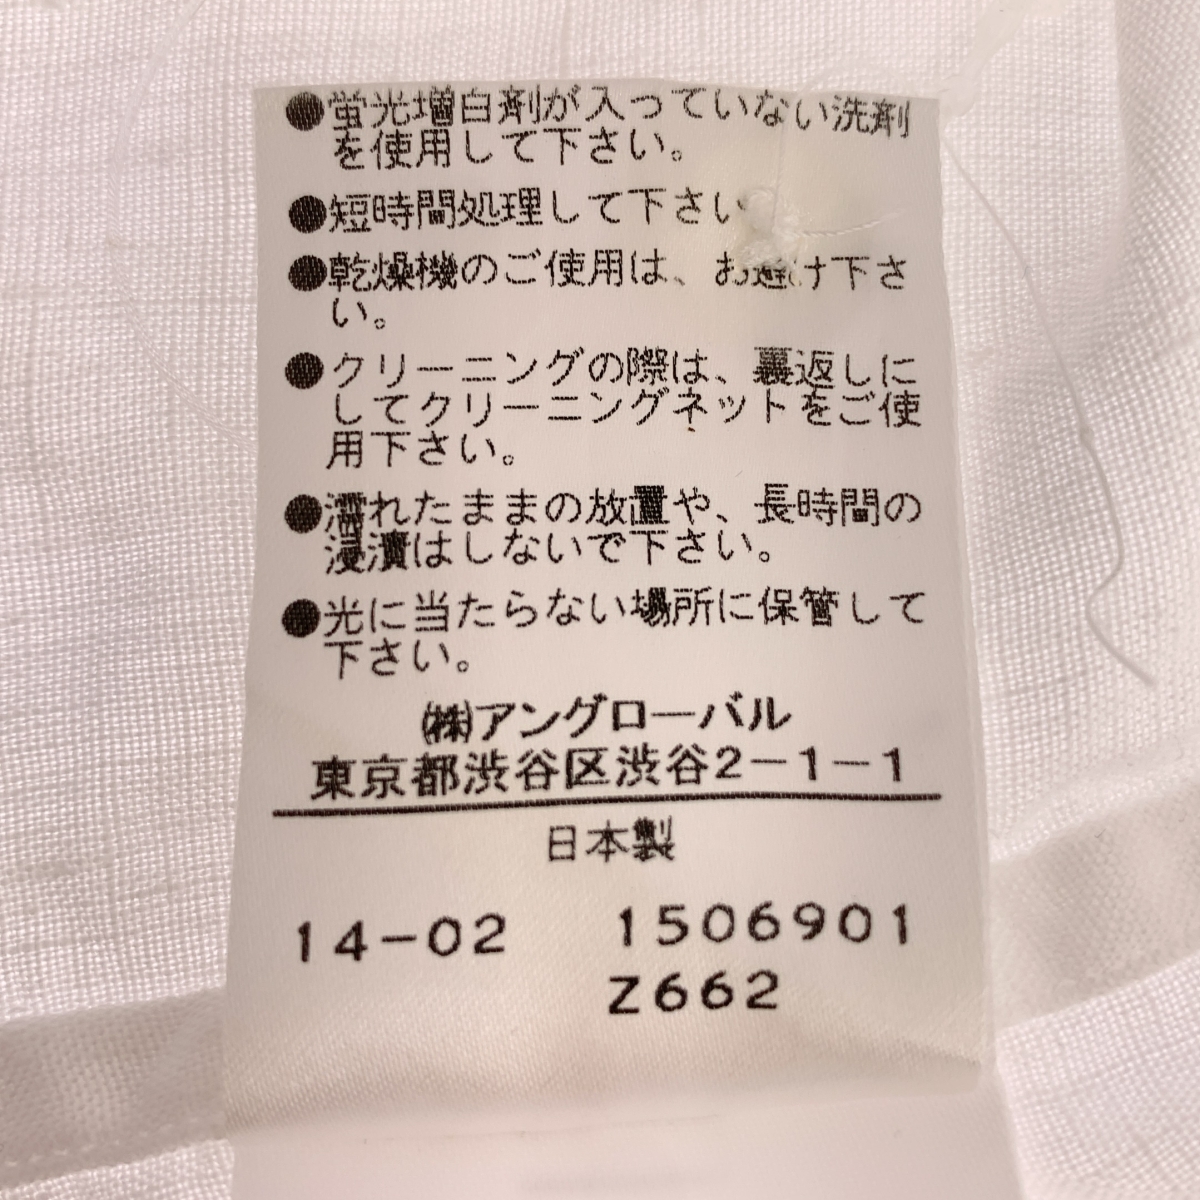 ●蛍光増白剤が入っていない洗剤
を使用して下さい。
●短時間処理して下さい
●乾燥機のご使用は、お避け下さ
い。
●クリーニングの際は、裏返しに
してクリーニングネットをご使
用下さい。
●濡れたままの放置や、長時間の
浸漬はしないで下さい。
●光に当たらない場所に保管して
下さい。
㈱アングローバル
東京都渋谷区渋谷2-1-1
日本製
14-02 1506901
Z662